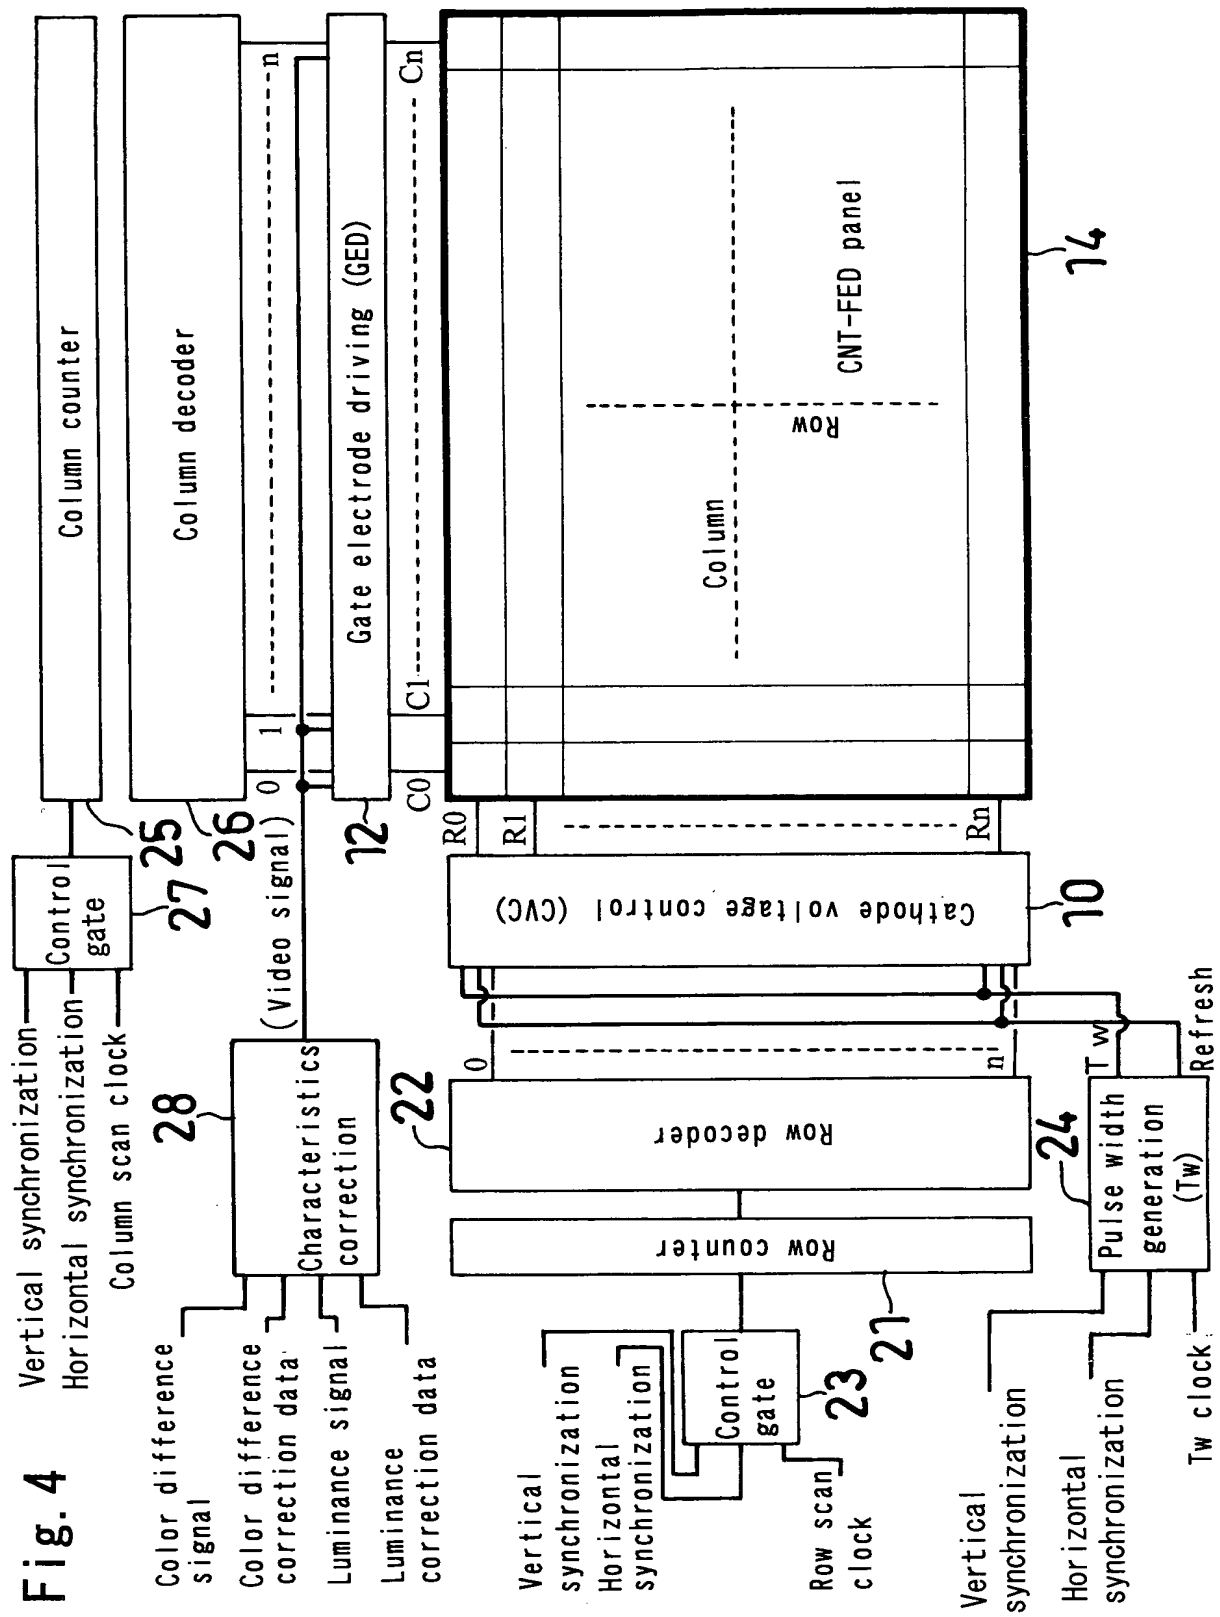 Fig. 4
Vertical synchronization
Horizontal synchronization
Column scan clock
Control
gate
27
Column counter
25
Column decoder
26
0
1
n
(Video signal)
Color difference
signal
Color difference
correction data
Luminance signal
Luminance
correction data
Characteristics
correction
28
Gate electrode driving (GED)
12
C0
C1
Cn
R0
R1
Rn
Column
Row
CNT-FED panel
14
Cathode voltage control (CVC)
10
0
n
Row decoder
22
Row counter
21
Control
gate
23
Vertical
synchronization
Horizontal
synchronization
Row scan
clock
Tw
Refresh
Pulse width
generation
(Tw)
24
Vertical
synchronization
Horizontal
synchronization
Tw clock